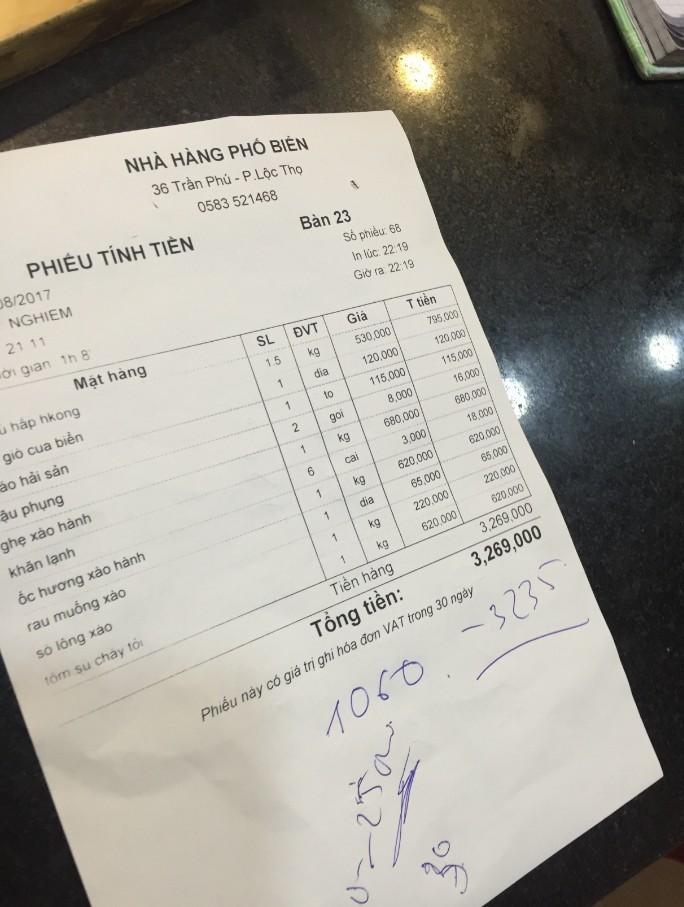 NHÀ HÀNG PHỐ BIỂN
36 Trần Phú - P.Lộc Thọ
0583 521468
PHIẾU TÍNH TIỀN
Bàn 23
Số phiếu: 68
08/2017
In lúc: 22:19
NGHIEM
Giờ ra: 22:19
21 11
gian 1h 8'
Mặt hàng SL ĐVT Giá T tiền
hấp hkong 1.5 kg 530,000 795,000
giò cua biển 1 dia 120,000 120,000
hải sản 1 to 115,000 115,000
phụng 2 goi 8,000 16,000
ghẹ xào hành 1 kg 680,000 680,000
khăn lạnh 6 cai 3,000 18,000
ốc hương xào hành 1 kg 620,000 620,000
rau muống xào 1 dia 65,000 65,000
sò lông xào 1 kg 220,000 220,000
tôm su cháy tỏi 1 kg 620,000 620,000
Tiền hàng 3,269,000
Tổng tiền: 3,269,000
Phiếu này có giá trị ghi hóa đơn VAT trong 30 ngày
1060 - 3235